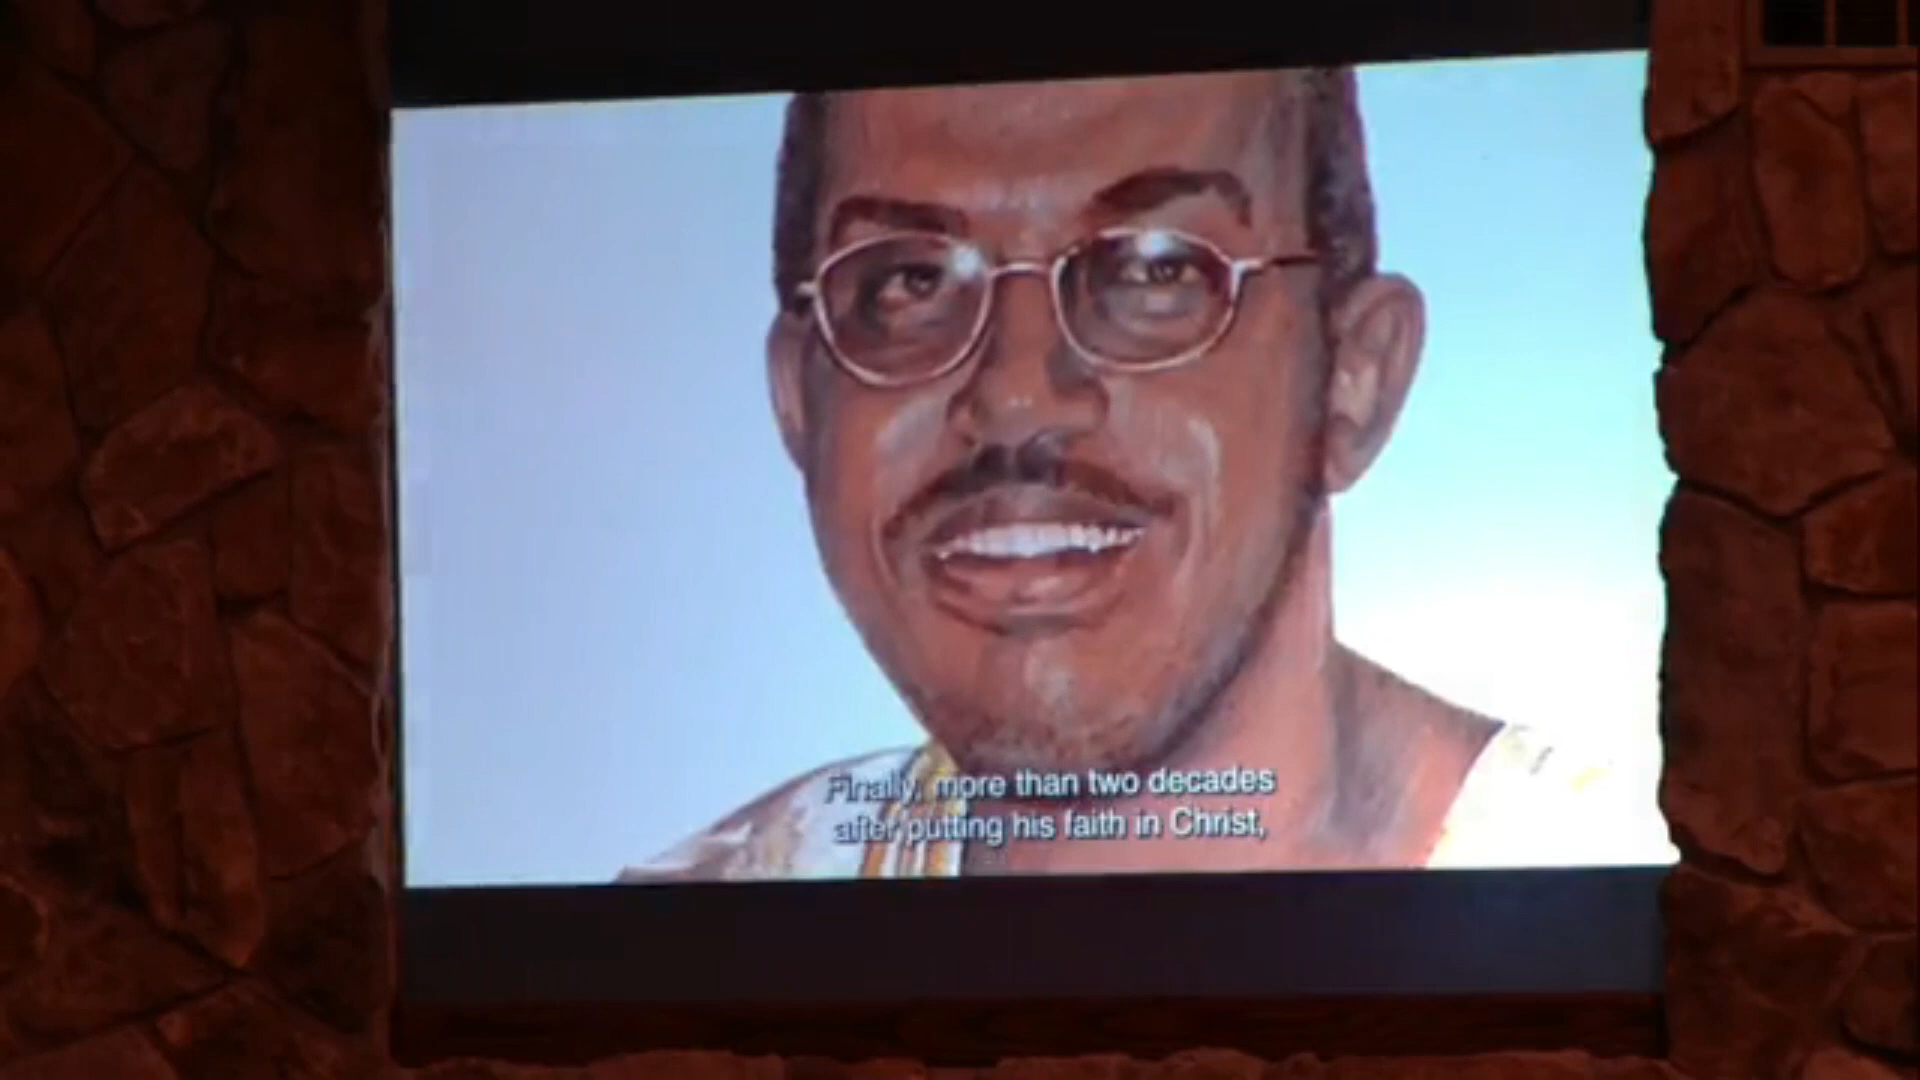 Finally, more than two decades
after putting his faith in Christ,